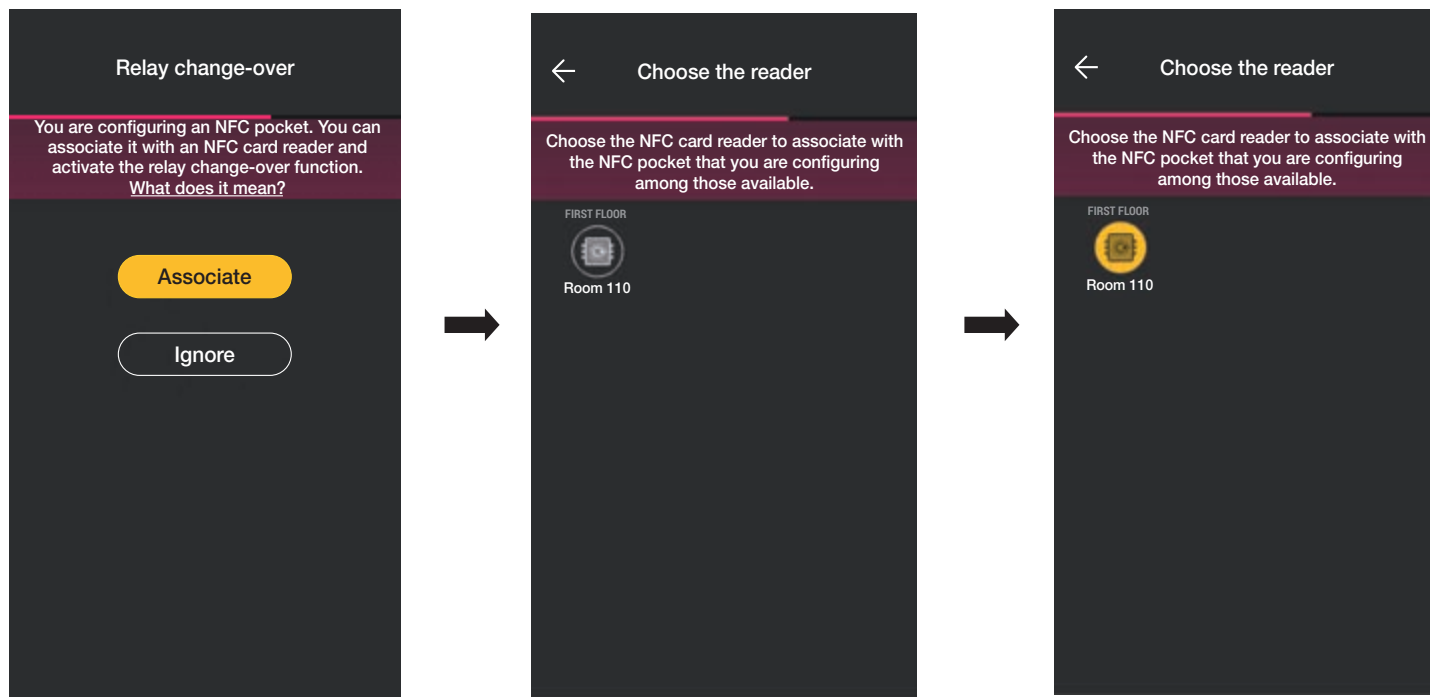 Relay change-over
You are configuring an NFC pocket. You can
associate it with an NFC card reader and
activate the relay change-over function.
What does it mean?
Associate
Ignore
Choose the reader
Choose the NFC card reader to associate with
the NFC pocket that you are configuring
among those available.
FIRST FLOOR
Room 110
Choose the reader
Choose the NFC card reader to associate with
the NFC pocket that you are configuring
among those available.
FIRST FLOOR
Room 110